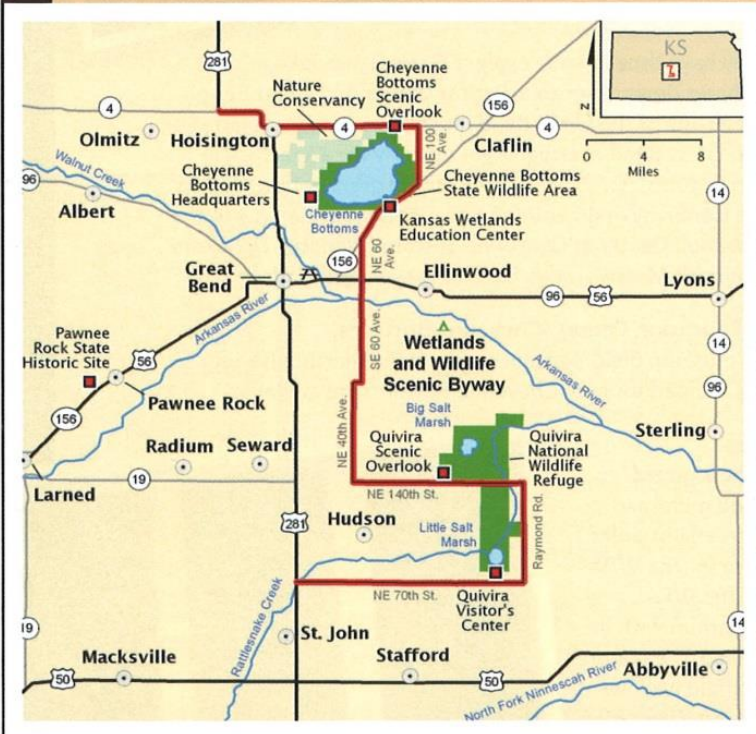 KS
281
Nature
Conservancy
Cheyenne
Bottoms
Scenic
Overlook
156
4
4
4
Olmitz
Hoisington
Claflin
NE 100
Ave.
Z
0 4 8
Miles
Walnut Creek
96
Albert
Cheyenne
Bottoms
Headquarters
Cheyenne
Bottoms
Cheyenne Bottoms
State Wildlife Area
Kansas Wetlands
Education Center
14
156
NE 60
Ave.
Great
Bend
Ellinwood
Lyons
96
56
Arkansas River
SE 60 Ave.
Wetlands
and Wildlife
Scenic Byway
Arkansas River
14
96
Pawnee
Rock State
Historic Site
56
Pawnee Rock
156
NE 40th Ave.
Big Salt
Marsh
Quivira
Scenic
Overlook
Quivira
National
Wildlife
Refuge
Sterling
Radium
Seward
19
Larned
NE 140th St.
281
Hudson
Little Salt
Marsh
Raymond Rd.
NE 70th St.
Quivira
Visitor's
Center
Rattlesnake Creek
19
St. John
14
Macksville
Stafford
Abbyville
50
50
North Fork Ninnescah River